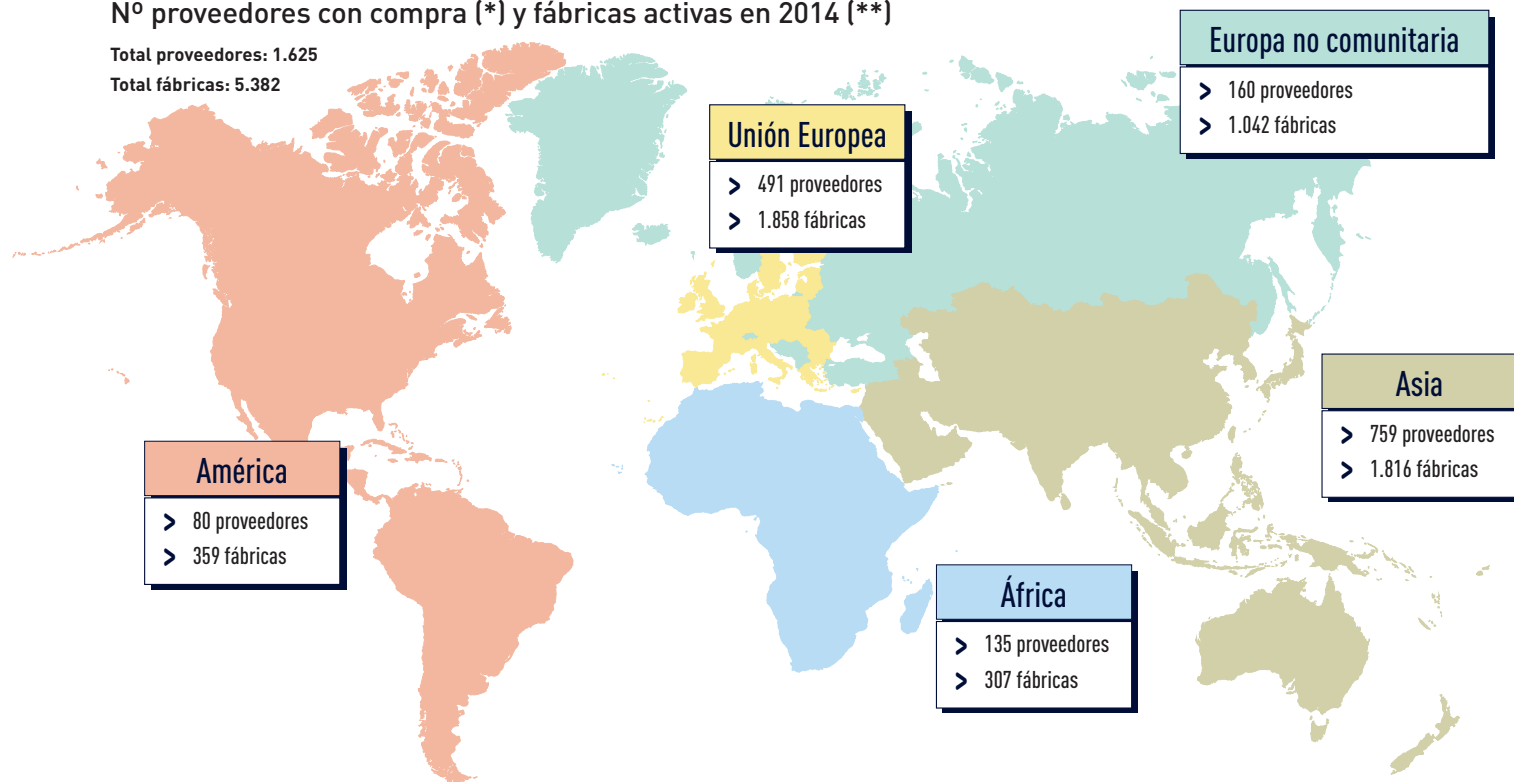 Nº proveedores con compra (*) y fábricas activas en 2014 (**)
Total proveedores: 1.625
Total fábricas: 5.382
Europa no comunitaria
> 160 proveedores
> 1.042 fábricas
Unión Europea
> 491 proveedores
> 1.858 fábricas
Asia
> 759 proveedores
> 1.816 fábricas
América
> 80 proveedores
> 359 fábricas
África
> 135 proveedores
> 307 fábricas